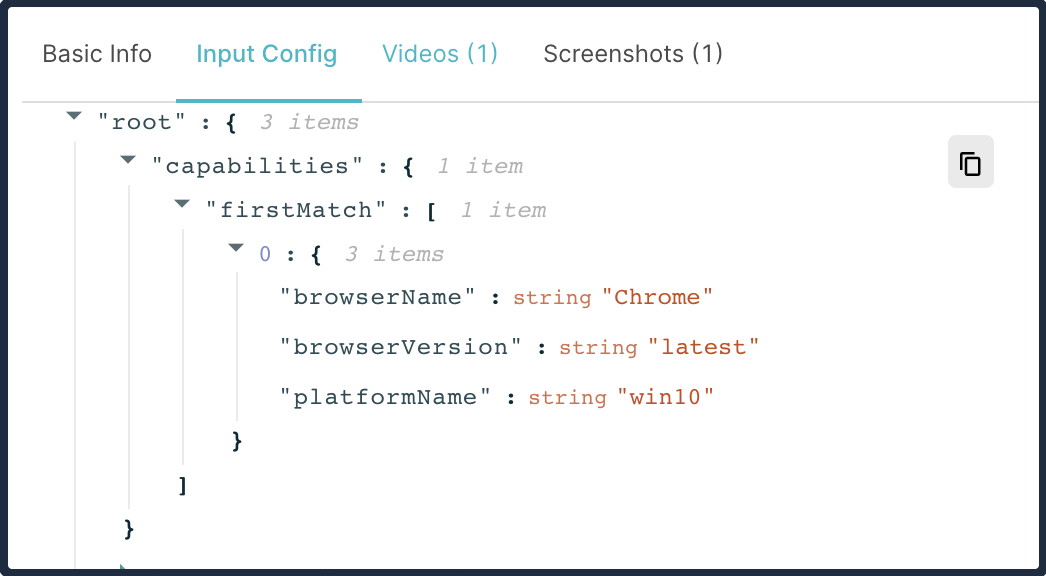 Basic Info Input Config Videos (1) Screenshots (1)
"root" : { 3 items
"capabilities" : { 1 item
"firstMatch" : [ 1 item
0 : { 3 items
"browserName" : string "Chrome"
"browserVersion" : string "latest"
"platformName" : string "win10"
}
]
}